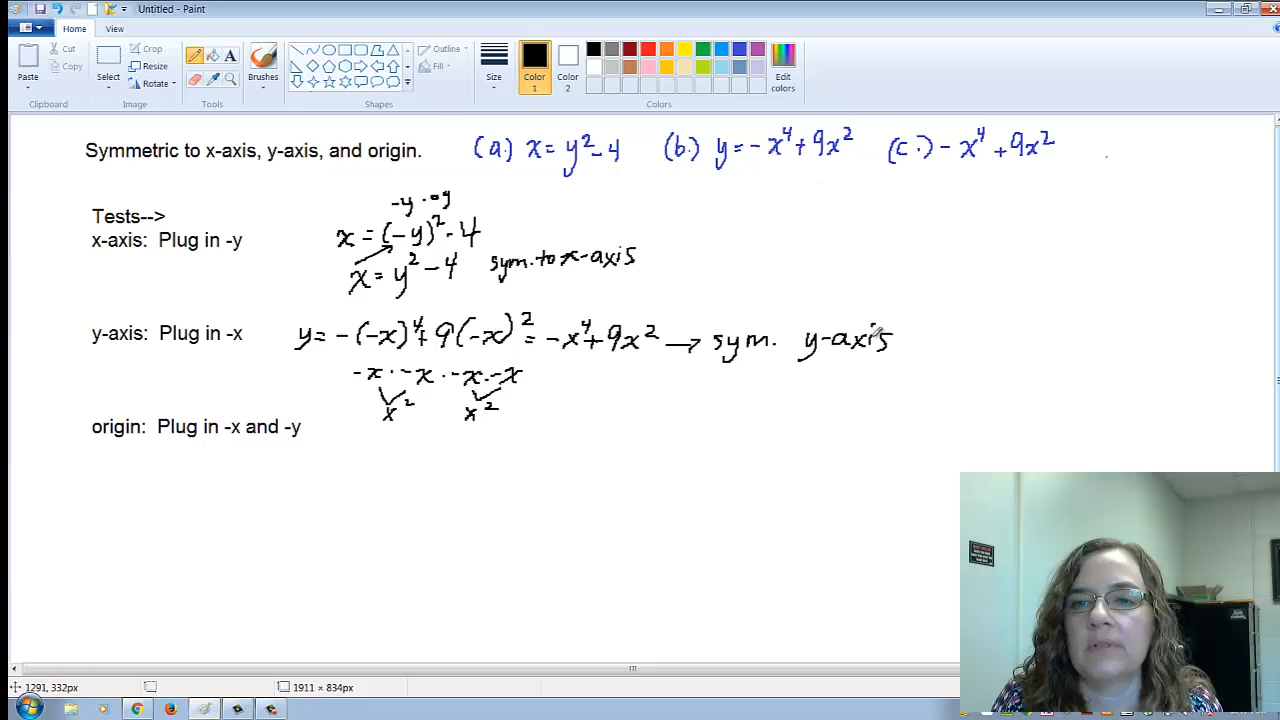 Untitled - Paint
Home View
Paste
Cut
Copy
Clipboard
Select
Crop
Resize
Rotate
Image
Tools
Brushes
Shapes
Outline
Fill
Size
Color 1
Color 2
Edit colors
Colors
Symmetric to x-axis, y-axis, and origin. (a.) x = y² - 4 (b.) y = - x⁴ + 9x² (c.) - x⁴ + 9x²
Tests-->
-y · -y
x-axis: Plug in -y x = (-y)² - 4
x = y² - 4 sym. to x-axis
y-axis: Plug in -x y = -(-x)⁴ + 9(-x)² = -x⁴ + 9x² → sym. y-axis
-x · -x · -x · -x
x² x²
origin: Plug in -x and -y
1291, 332px 1911 × 834px